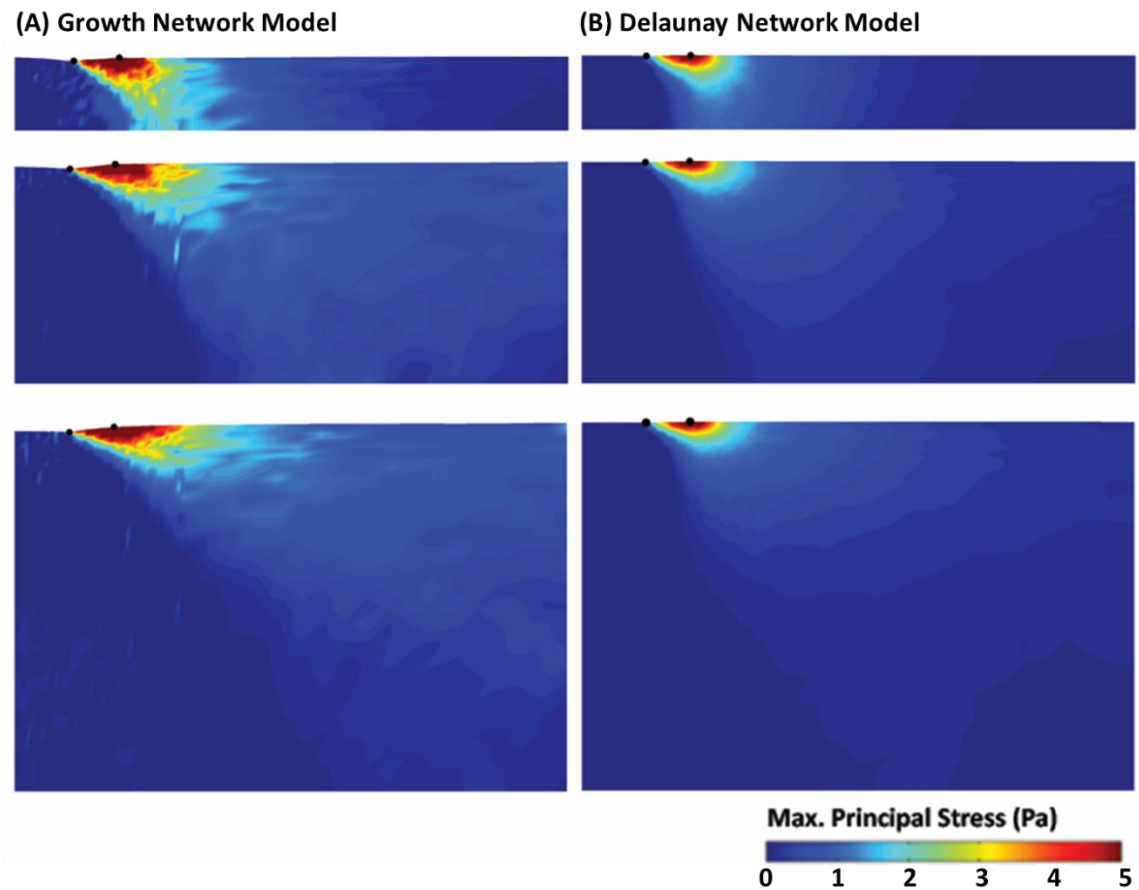 (A) Growth Network Model
(B) Delaunay Network Model
Max. Principal Stress (Pa)
0 1 2 3 4 5